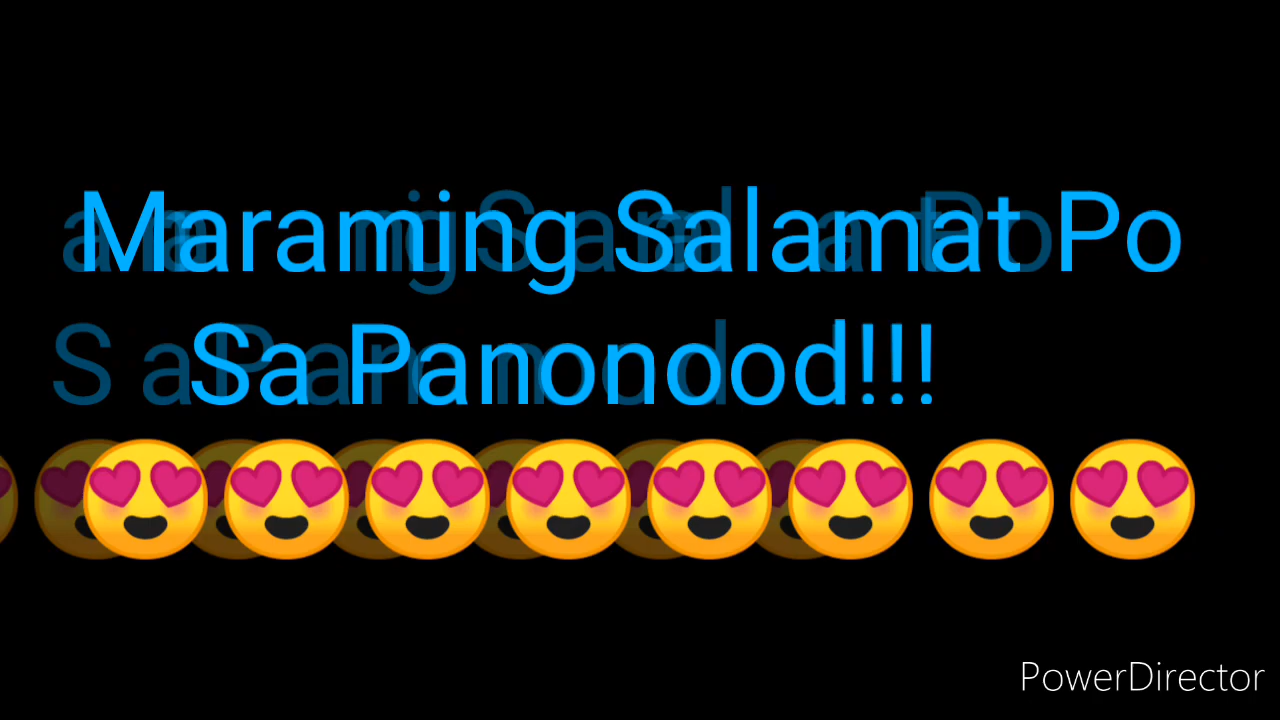 Maraming Salamat Po
Sa Panonood!!!
😍😍😍😍😍😍😍😍
PowerDirector